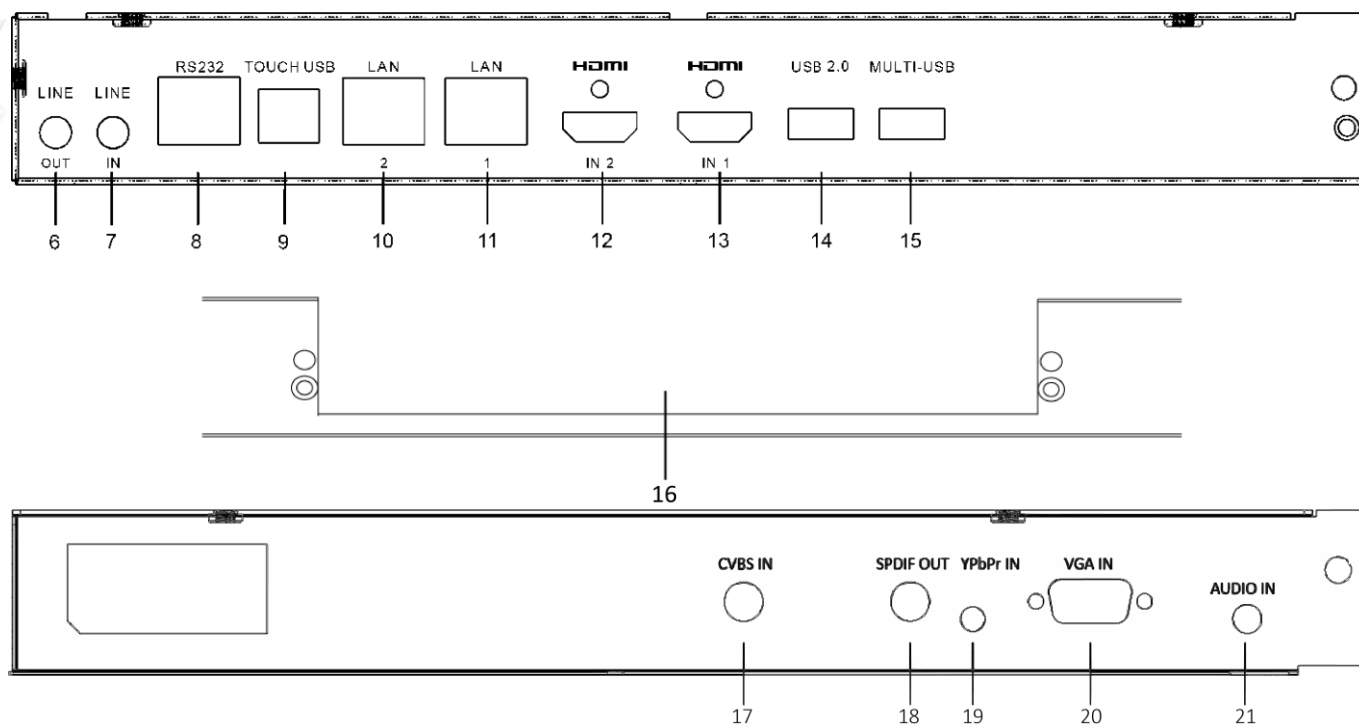 RS232 TOUCH USB LAN LAN HDMI HDMI USB 2.0 MULTI-USB
LINE LINE
OUT IN 2 1 IN 2 IN 1
6 7 8 9 10 11 12 13 14 15
16
CVBS IN SPDIF OUT YPbPr IN VGA IN
AUDIO IN
17 18 19 20 21